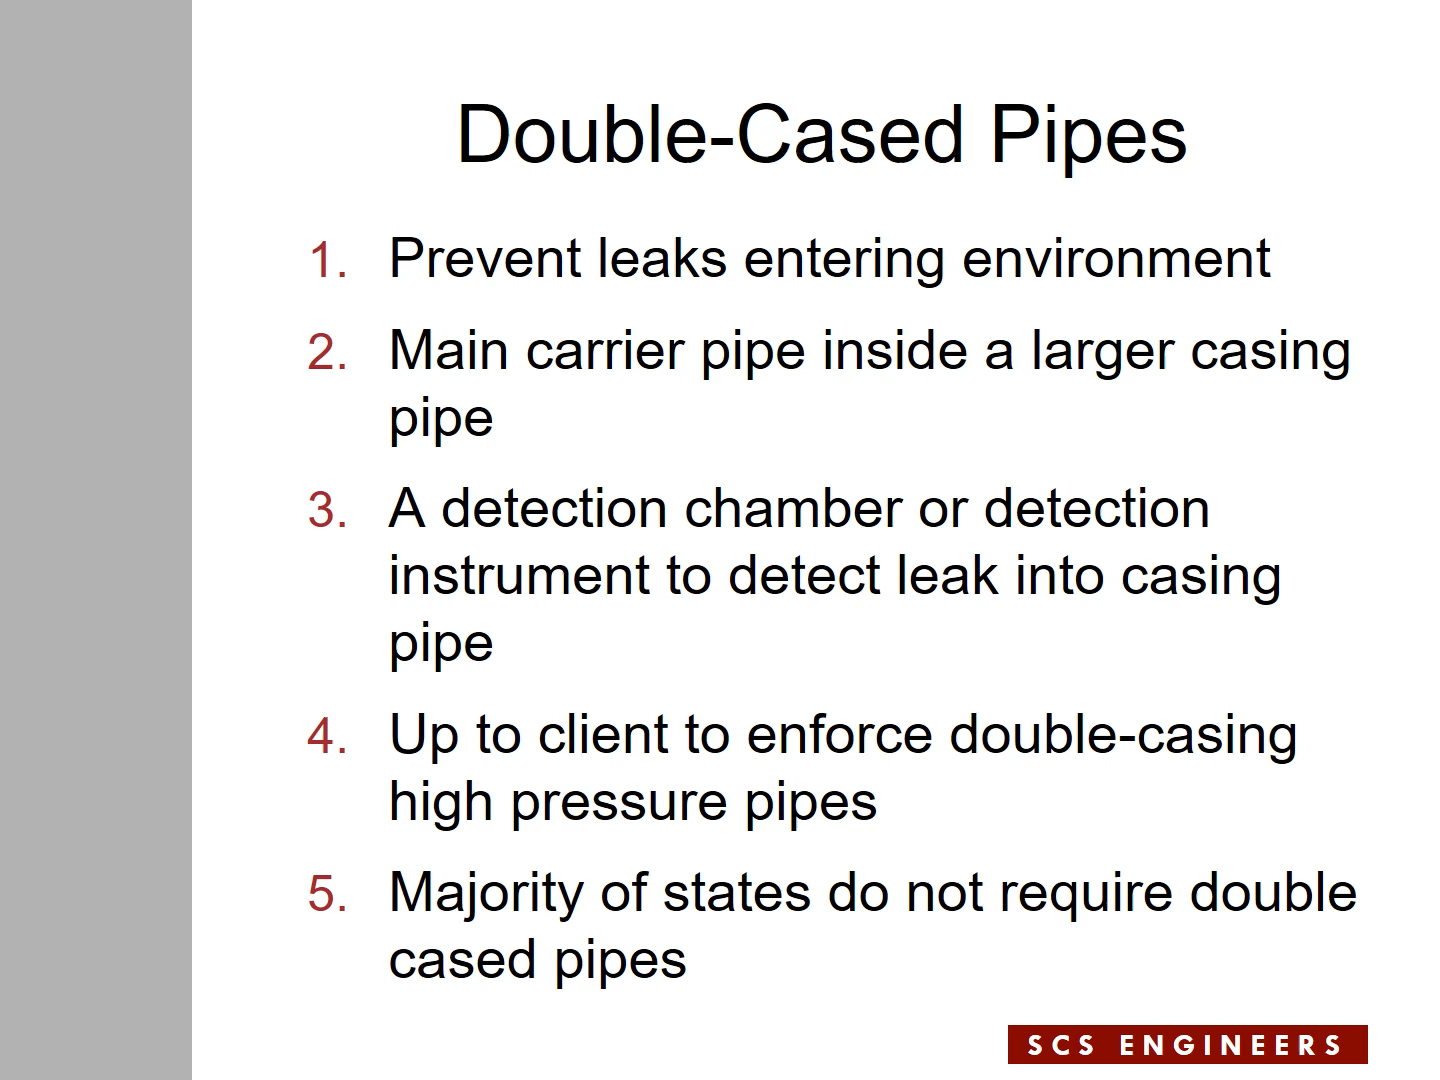 Double-Cased Pipes
1. Prevent leaks entering environment
2. Main carrier pipe inside a larger casing
pipe
3. A detection chamber or detection
instrument to detect leak into casing
pipe
4. Up to client to enforce double-casing
high pressure pipes
5. Majority of states do not require double
cased pipes
SCS ENGINEERS